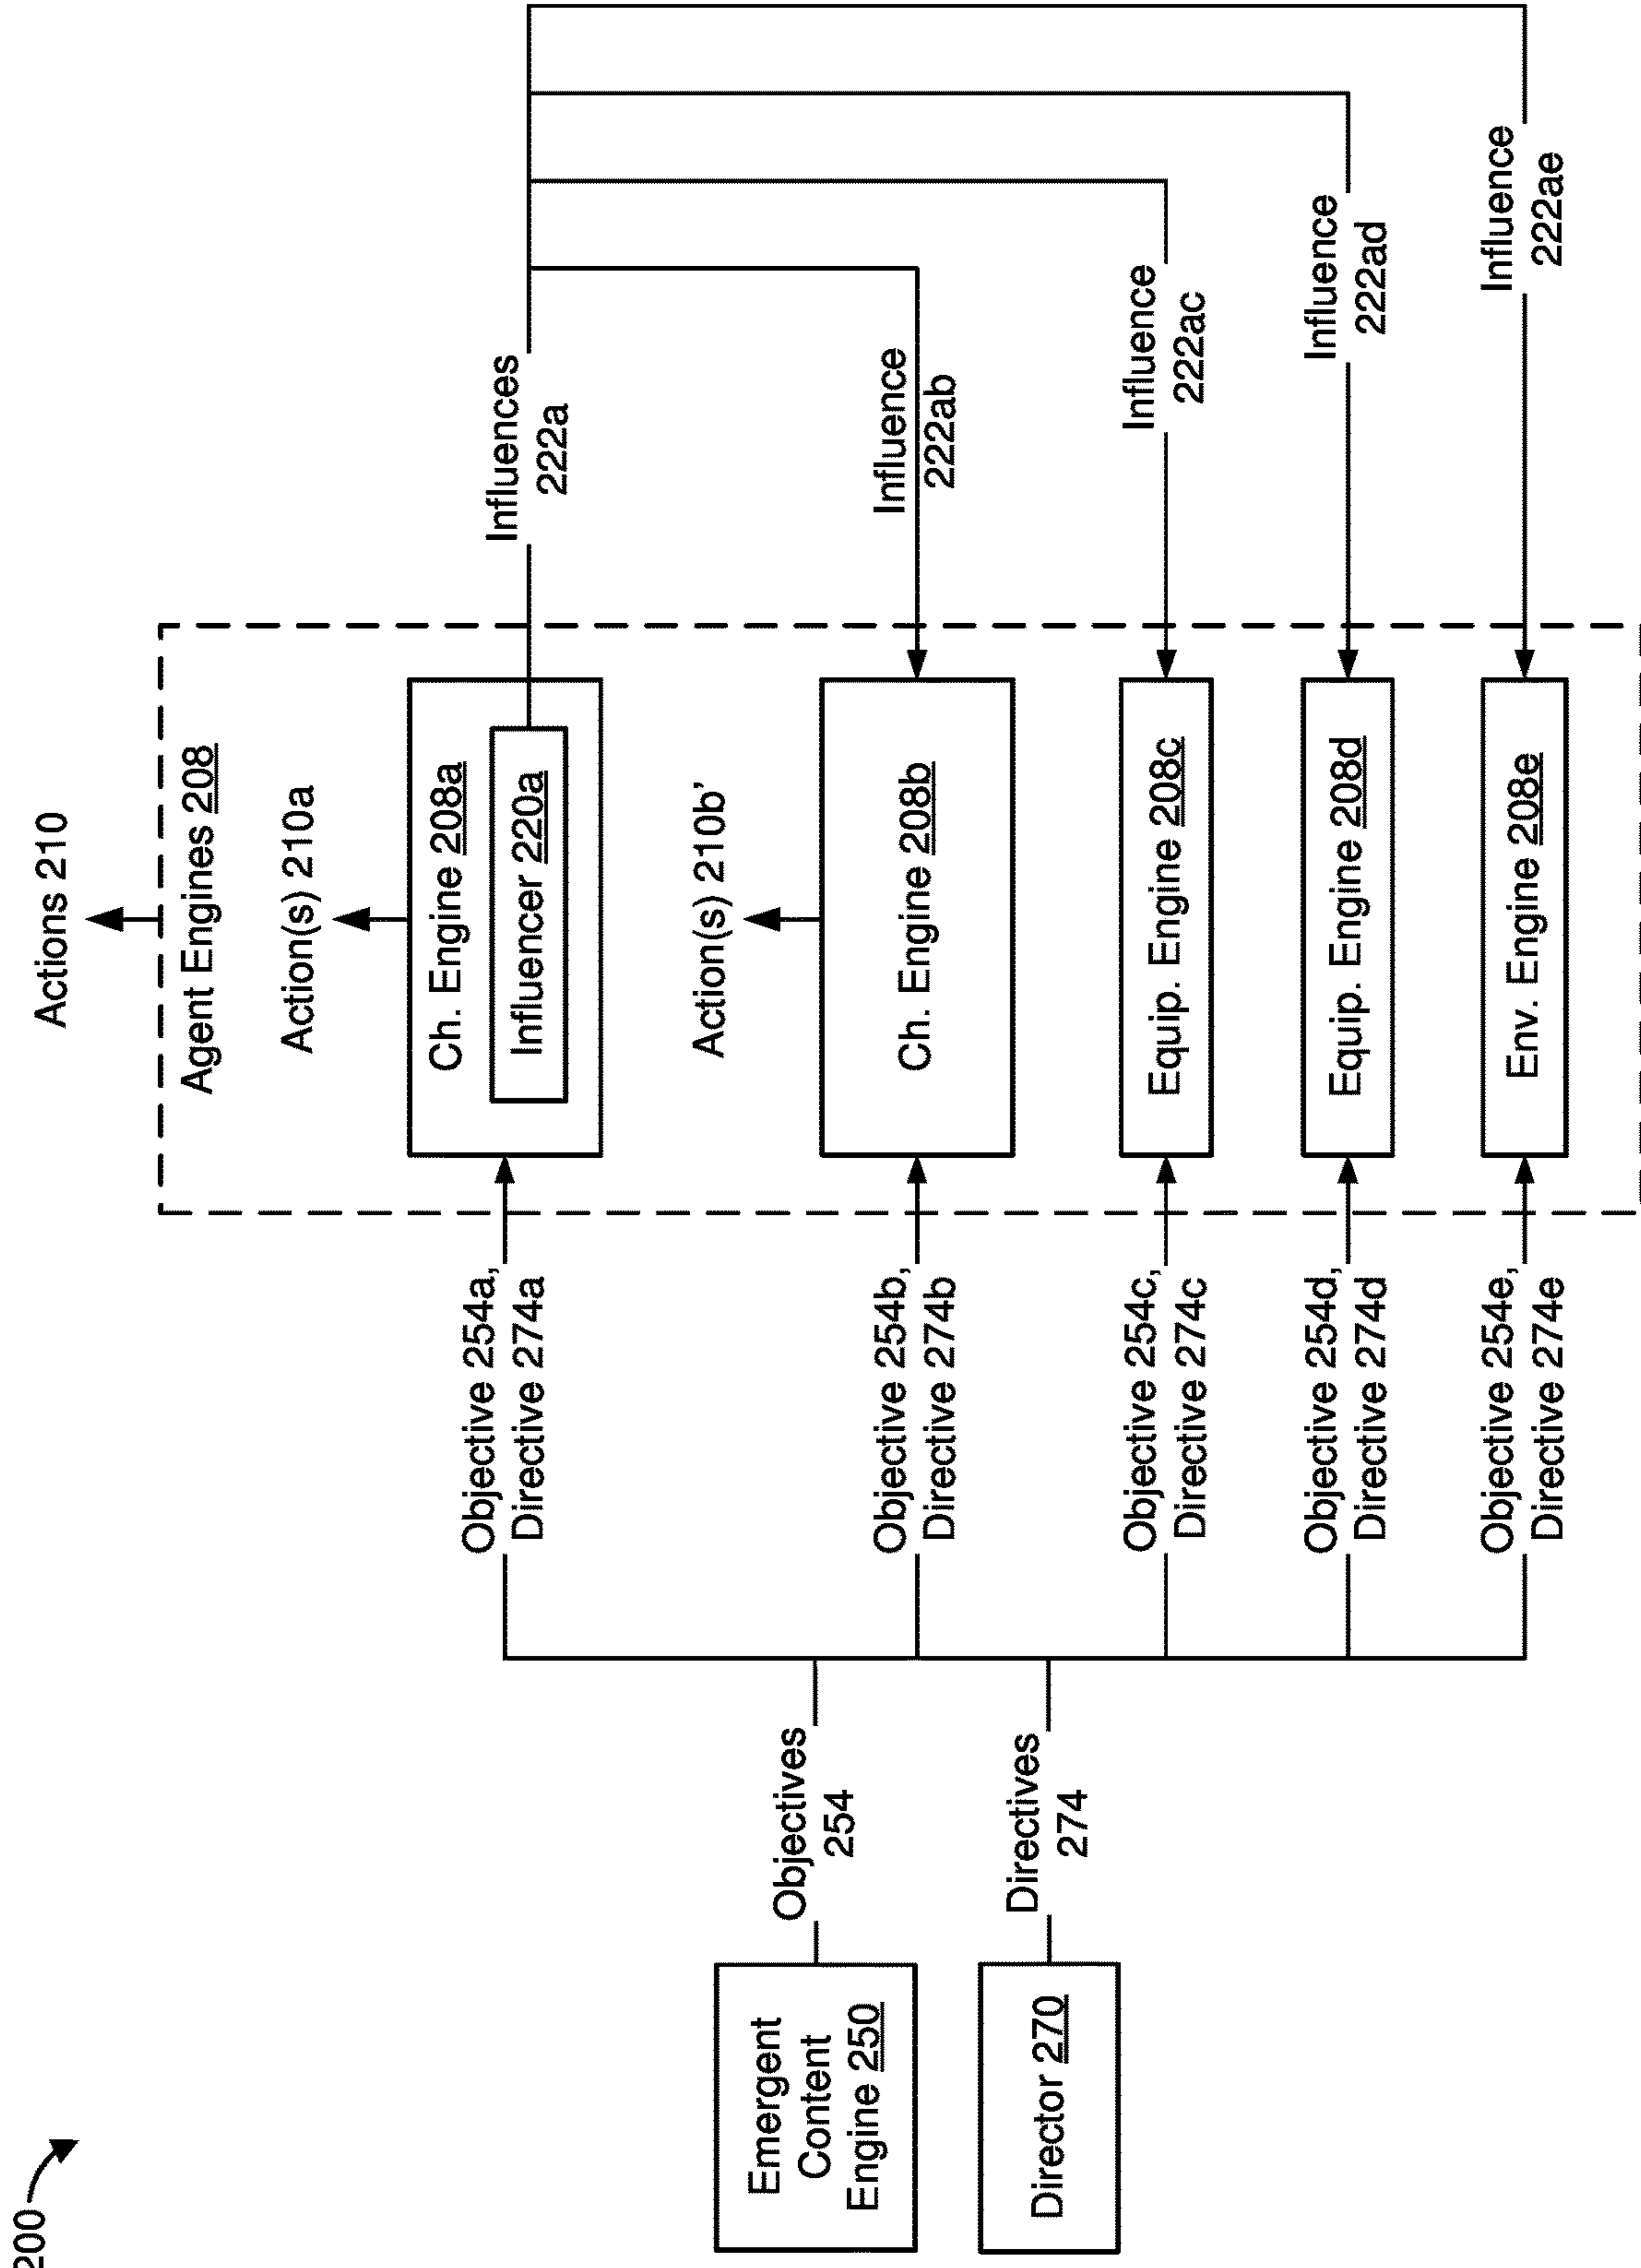 200
Actions 210
Agent Engines 208
Action(s) 210a
Ch. Engine 208a
Influencer 220a
Influences
222a
Objective 254a,
Directive 274a
Action(s) 210b’
Ch. Engine 208b
Influence
222ab
Objective 254b,
Directive 274b
Emergent
Content
Engine 250
Objectives
254
Director 270
Directives
274
Equip. Engine 208c
Influence
222ac
Objective 254c,
Directive 274c
Equip. Engine 208d
Influence
222ad
Objective 254d,
Directive 274d
Env. Engine 208e
Influence
222ae
Objective 254e,
Directive 274e